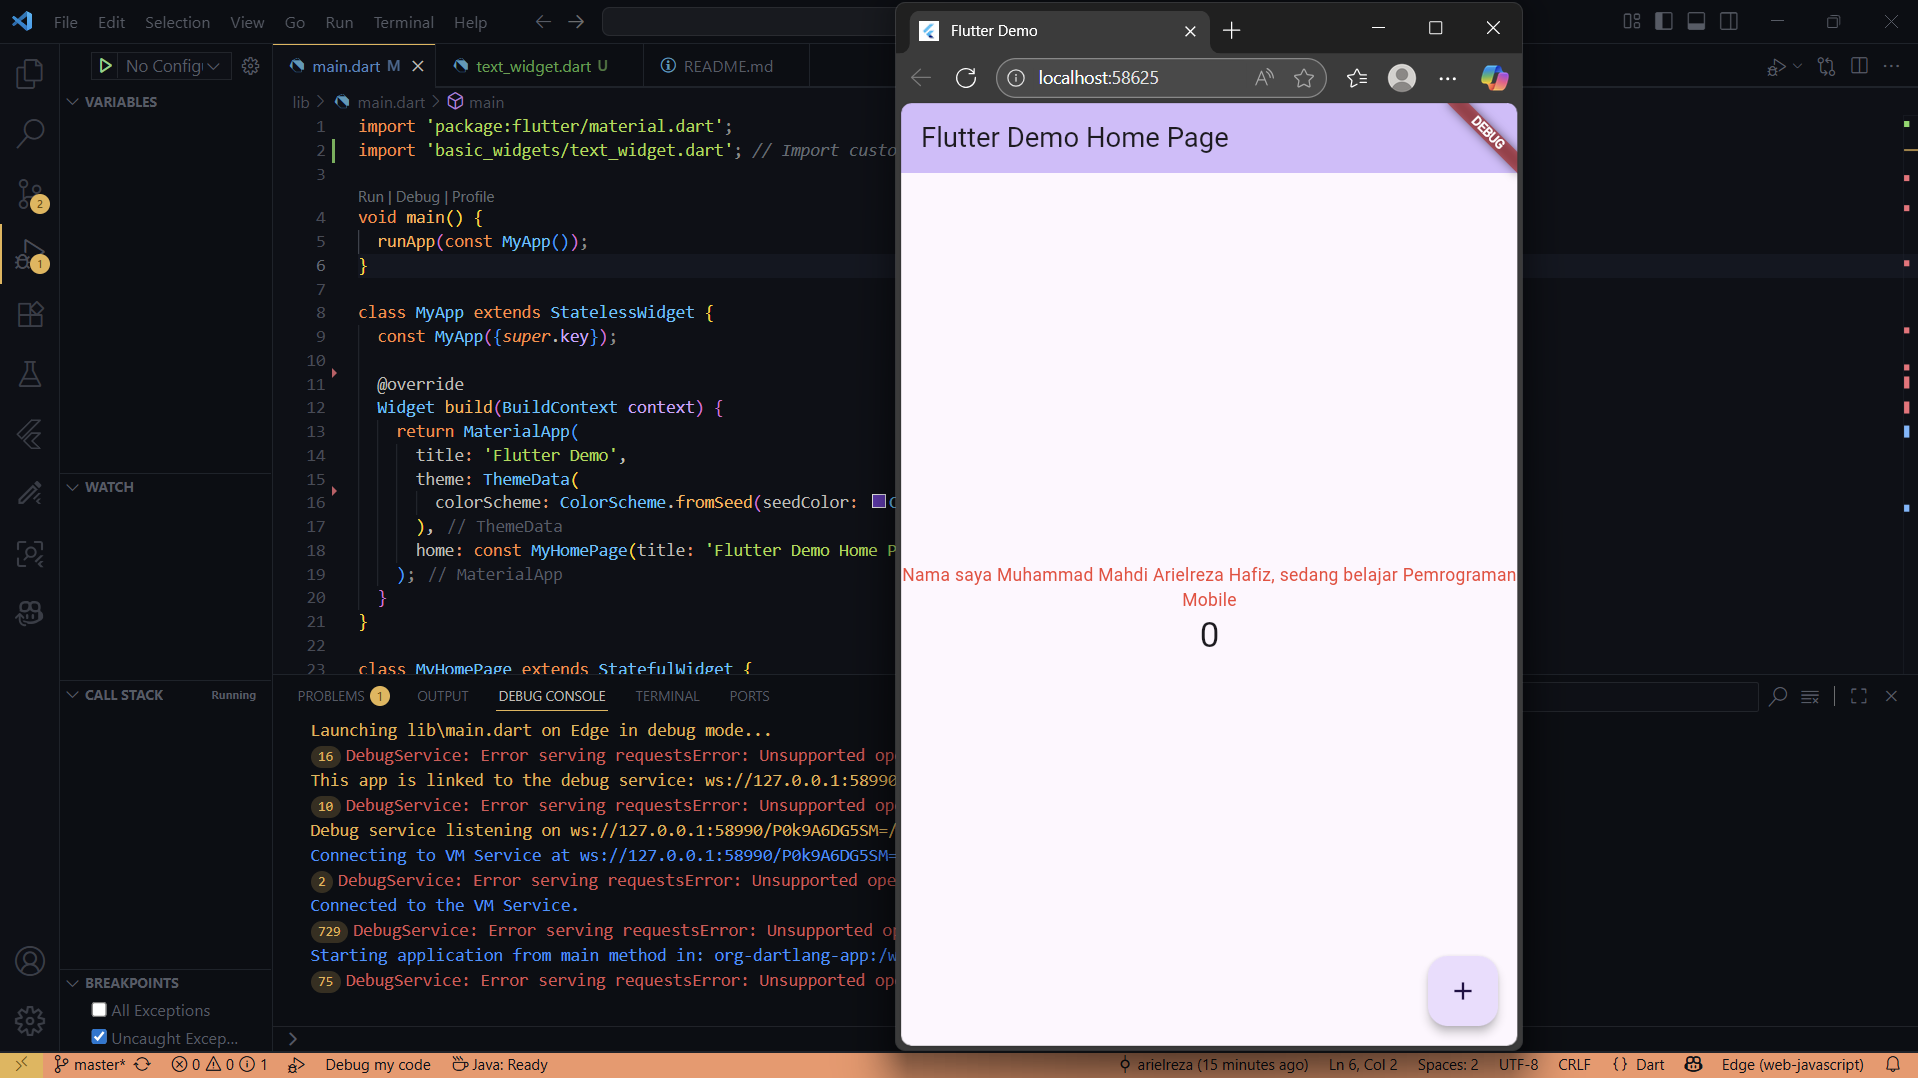 File Edit Selection View Go Run Terminal Help
No Config
VARIABLES
WATCH
CALL STACK Running
BREAKPOINTS
All Exceptions
Uncaught Excep...
2
1
main.dart M
text_widget.dart U
README.md
lib > main.dart > main
1 import 'package:flutter/material.dart';
2 import 'basic_widgets/text_widget.dart'; // Import custo
3
Run | Debug | Profile
4 void main() {
5 runApp(const MyApp());
6 }
7
8 class MyApp extends StatelessWidget {
9 const MyApp({super.key});
10
11 @override
12 Widget build(BuildContext context) {
13 return MaterialApp(
14 title: 'Flutter Demo',
15 theme: ThemeData(
16 colorScheme: ColorScheme.fromSeed(seedColor:
17 ), // ThemeData
18 home: const MyHomePage(title: 'Flutter Demo Home P
19 ); // MaterialApp
20 }
21 }
22
23 class MyHomePage extends StatefulWidget {
PROBLEMS 1 OUTPUT DEBUG CONSOLE TERMINAL PORTS
Launching lib\main.dart on Edge in debug mode...
16 DebugService: Error serving requestsError: Unsupported op
This app is linked to the debug service: ws://127.0.0.1:58990
10 DebugService: Error serving requestsError: Unsupported op
Debug service listening on ws://127.0.0.1:58990/P0k9A6DG5SM=/
Connecting to VM Service at ws://127.0.0.1:58990/P0k9A6DG5SM=
2 DebugService: Error serving requestsError: Unsupported ope
Connected to the VM Service.
729 DebugService: Error serving requestsError: Unsupported op
Starting application from main method in: org-dartlang-app:/w
75 DebugService: Error serving requestsError: Unsupported op
Flutter Demo
localhost:58625
Flutter Demo Home Page
DEBUG
Nama saya Muhammad Mahdi Arielreza Hafiz, sedang belajar Pemrograman
Mobile
0
+
master* 0 0 1 Debug my code Java: Ready arielreza (15 minutes ago) Ln 6, Col 2 Spaces: 2 UTF-8 CRLF {} Dart Edge (web-javascript)